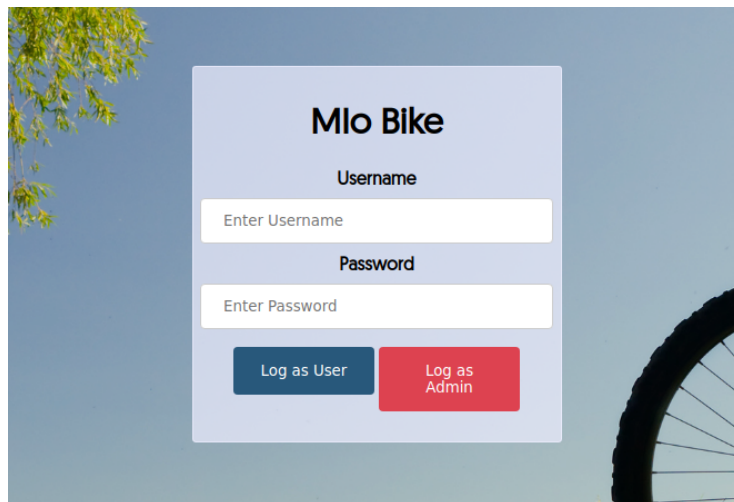 Mlo Bike
Username
Enter Username
Password
Enter Password
Log as User
Log as
Admin